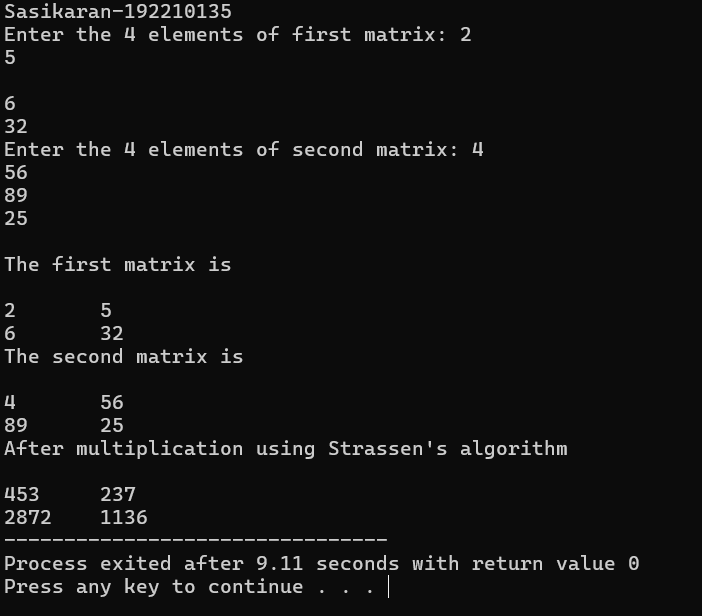 Sasikaran-192210135
Enter the 4 elements of first matrix: 2
5
6
32
Enter the 4 elements of second matrix: 4
56
89
25
The first matrix is
2 5
6 32
The second matrix is
4 56
89 25
After multiplication using Strassen's algorithm
453 237
2872 1136
--------------------------------
Process exited after 9.11 seconds with return value 0
Press any key to continue . . .